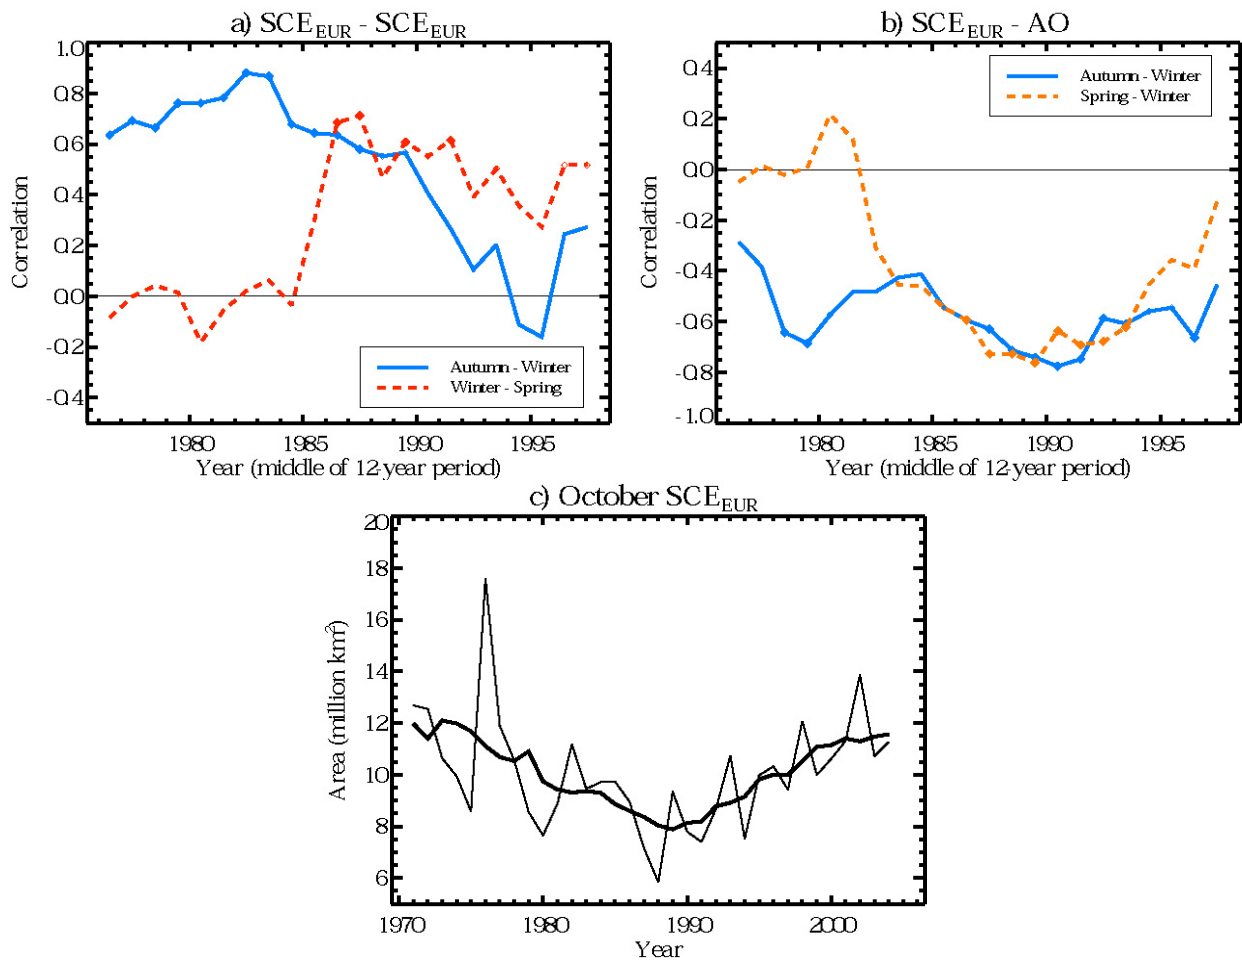 a) SCE_EUR - SCE_EUR
1.0
0.8
0.6
0.4
0.2
0.0
-0.2
-0.4
Correlation
Autumn - Winter
Winter - Spring
1980 1985 1990 1995
Year (middle of 12-year period)
b) SCE_EUR - AO
0.4
0.2
0.0
-0.2
-0.4
-0.6
-0.8
-1.0
Correlation
Autumn - Winter
Spring - Winter
1980 1985 1990 1995
Year (middle of 12-year period)
c) October SCE_EUR
20
18
16
14
12
10
8
6
Area (million km²)
1970 1980 1990 2000
Year